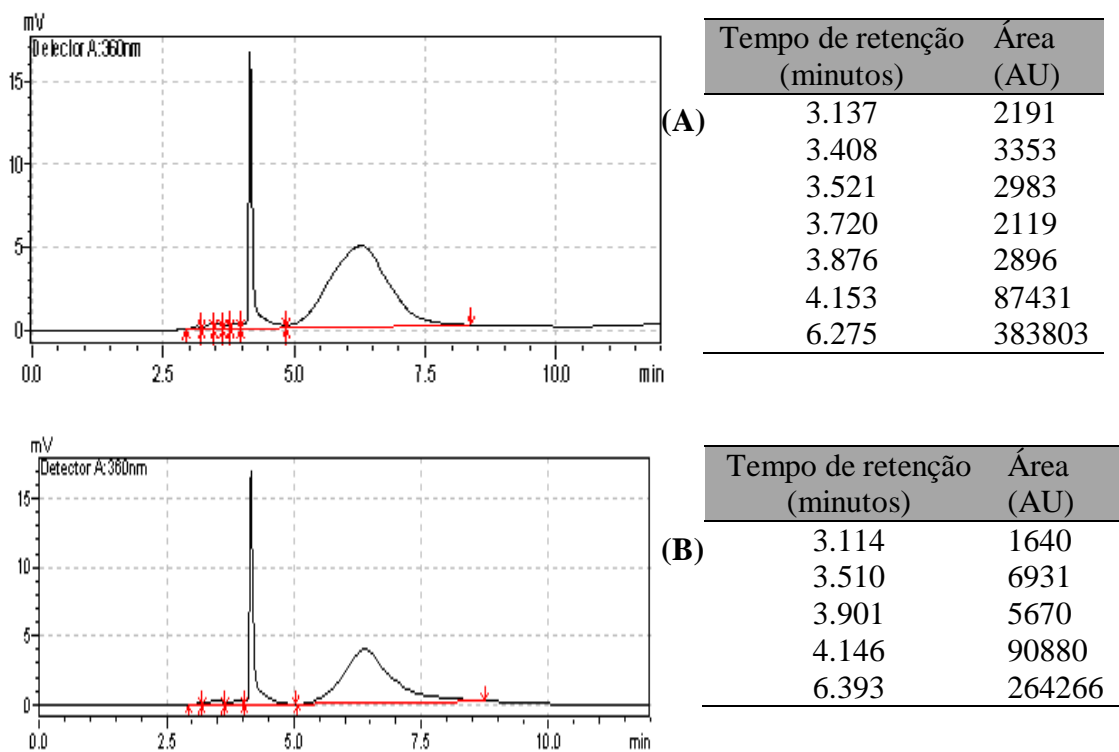 mV
Detector A:360nm
15
10
5
0
0.0 2.5 5.0 7.5 10.0 min
(A)
Tempo de retenção Área
(minutos) (AU)
3.137 2191
3.408 3353
3.521 2983
3.720 2119
3.876 2896
4.153 87431
6.275 383803
mV
Detector A:360nm
15
10
5
0
0.0 2.5 5.0 7.5 10.0 min
(B)
Tempo de retenção Área
(minutos) (AU)
3.114 1640
3.510 6931
3.901 5670
4.146 90880
6.393 264266